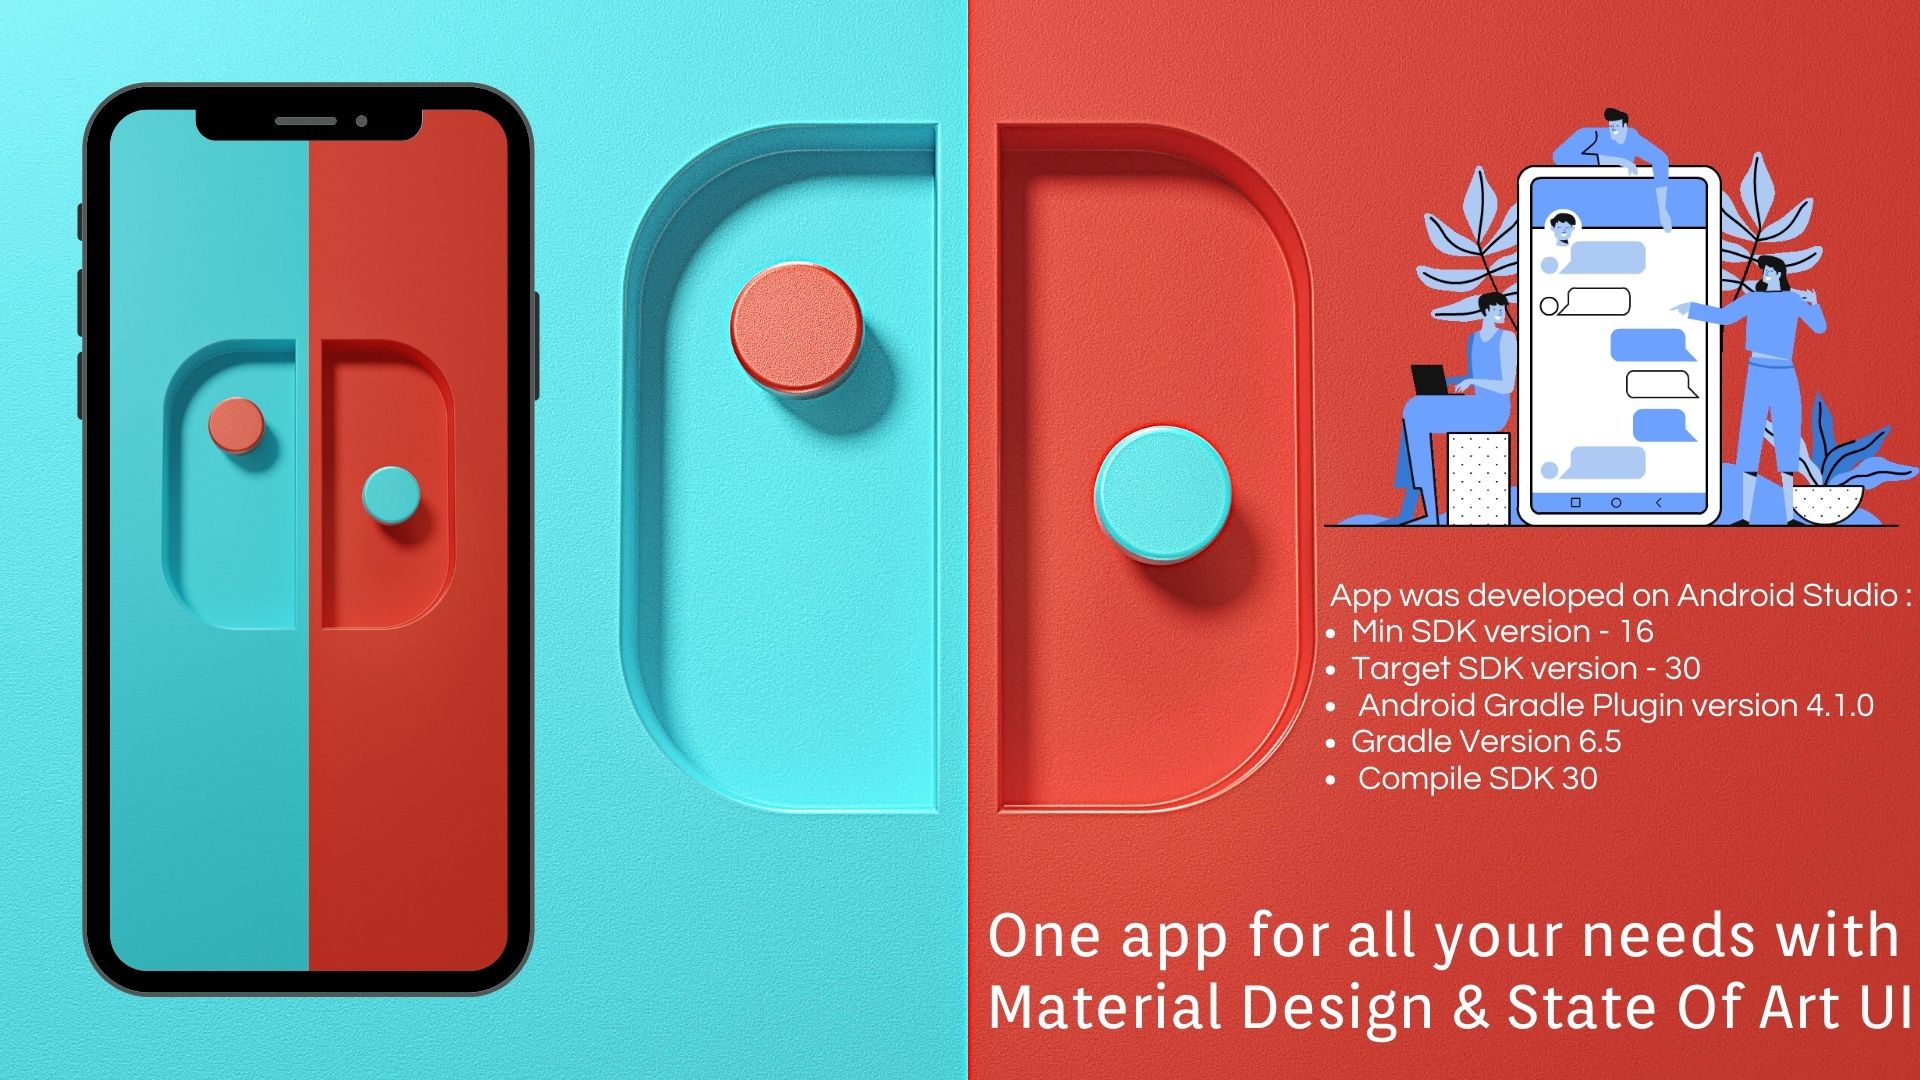 App was developed on Android Studio :
• Min SDK version - 16
• Target SDK version - 30
• Android Gradle Plugin version 4.1.0
• Gradle Version 6.5
• Compile SDK 30
One app for all your needs with
Material Design & State Of Art UI